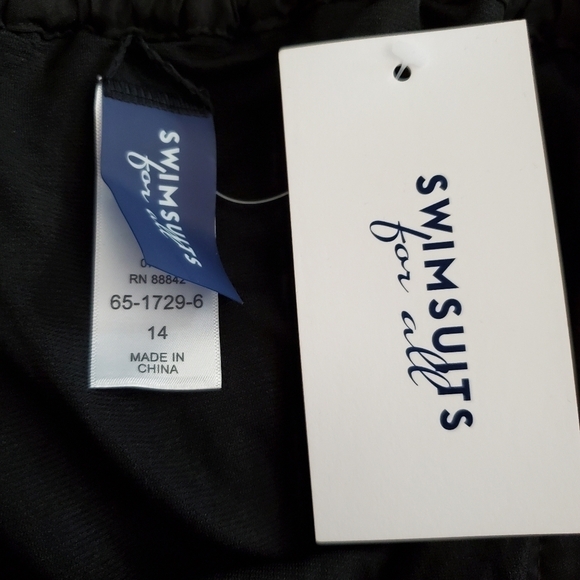 SWIMSUITS
for all
RN 88842
65-1729-6
14
MADE IN
CHINA
SWIMSUITS
for all